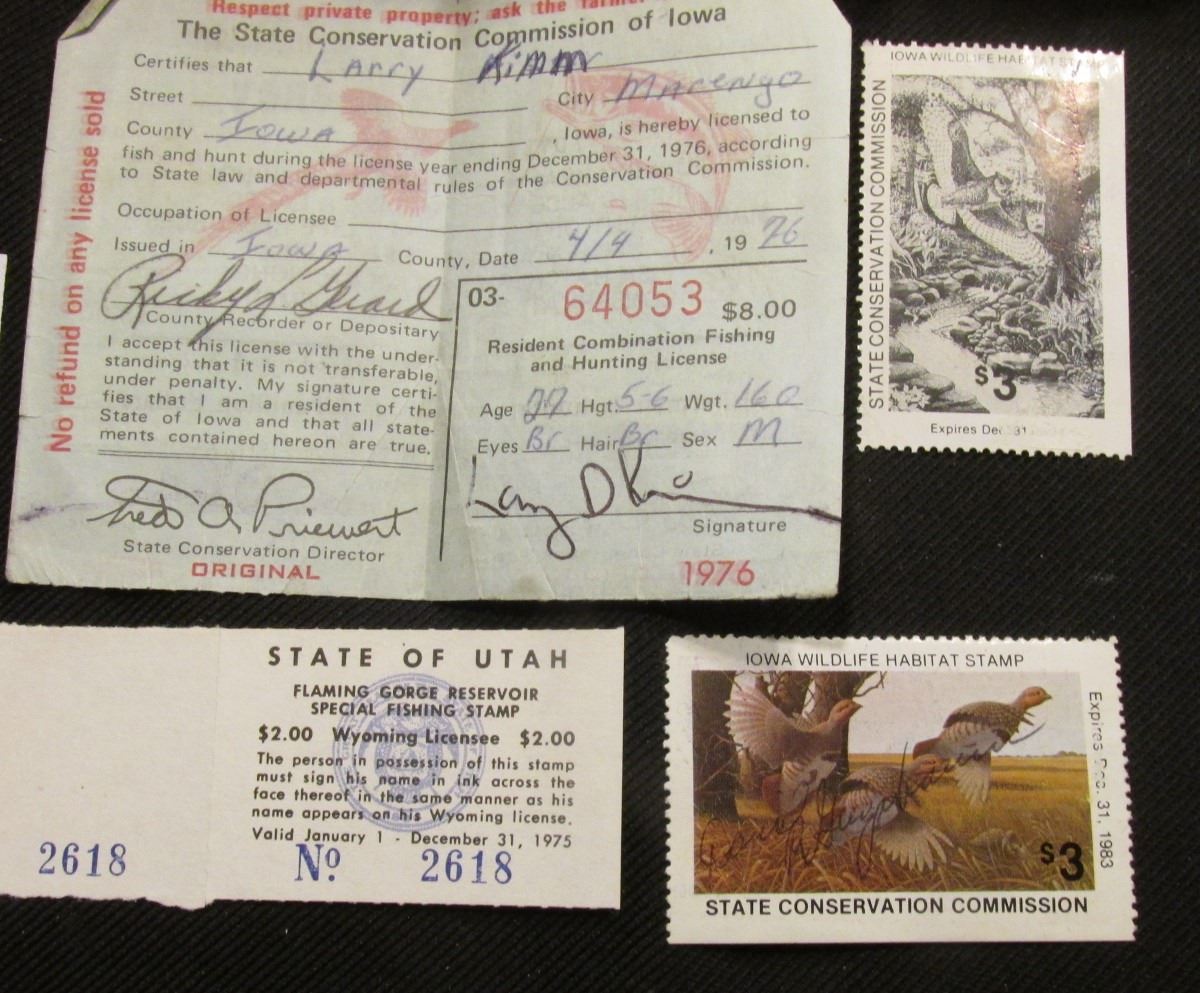 Respect private property; ask the farmer
The State Conservation Commission of Iowa
Certifies that Larry Kimm
Street City Marengo
County Iowa , Iowa, is hereby licensed to
fish and hunt during the license year ending December 31, 1976, according
to State law and departmental rules of the Conservation Commission.
Occupation of Licensee
Issued in Iowa County, Date 4/4 , 19 76
No refund on any license sold
County Recorder or Depositary
I accept this license with the under-
standing that it is not transferable,
under penalty. My signature certi-
fies that I am a resident of the
State of Iowa and that all state-
ments contained hereon are true.
Fred A. Priewert
State Conservation Director
ORIGINAL
03- 64053 $8.00
Resident Combination Fishing
and Hunting License
Age 27 Hgt. 5-6 Wgt. 160
Eyes Br Hair Br Sex M
Larry D Kimm
Signature
1976
IOWA WILDLIFE HABITAT STAMP
STATE CONSERVATION COMMISSION
$3
Expires Dec. 31
STATE OF UTAH
FLAMING GORGE RESERVOIR
SPECIAL FISHING STAMP
$2.00 Wyoming Licensee $2.00
The person in possession of this stamp
must sign his name in ink across the
face thereof in the same manner as his
name appears on his Wyoming license.
Valid January 1 - December 31, 1975
2618 No. 2618
IOWA WILDLIFE HABITAT STAMP
Expires Dec. 31, 1983
$3
STATE CONSERVATION COMMISSION